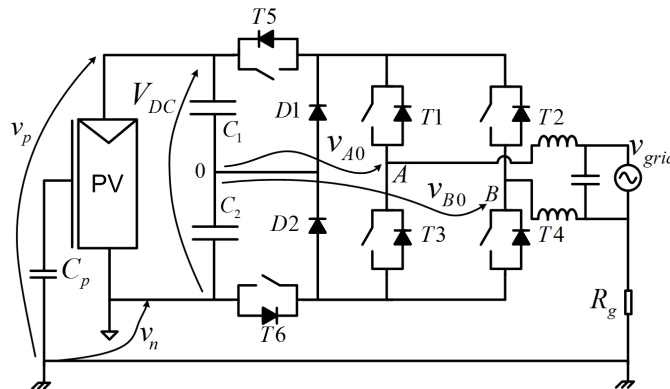 T5
V_DC
v_p
C_1
D1
T1
T2
v_A0
v_grid
0
A
PV
v_B0
B
C_2
D2
T3
T4
C_p
R_g
v_n
T6